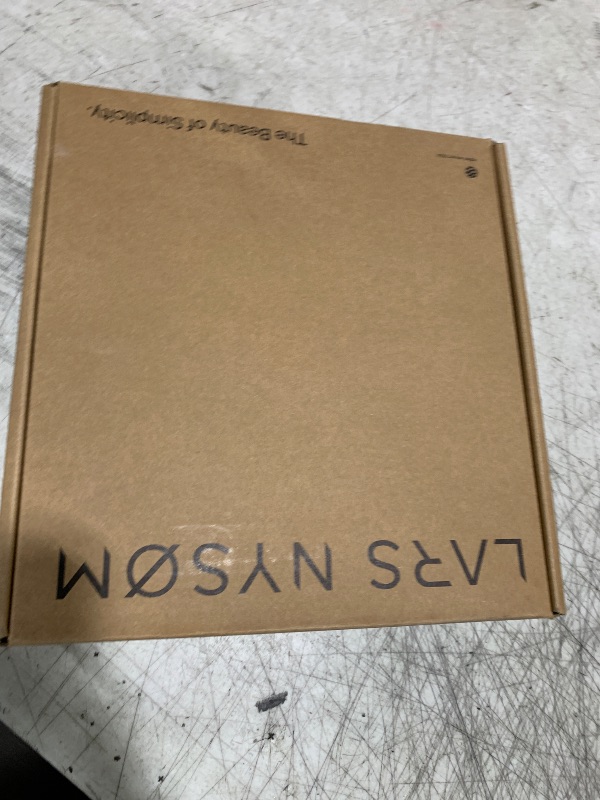 LARS NYSØM
The Beauty of Simplicity.